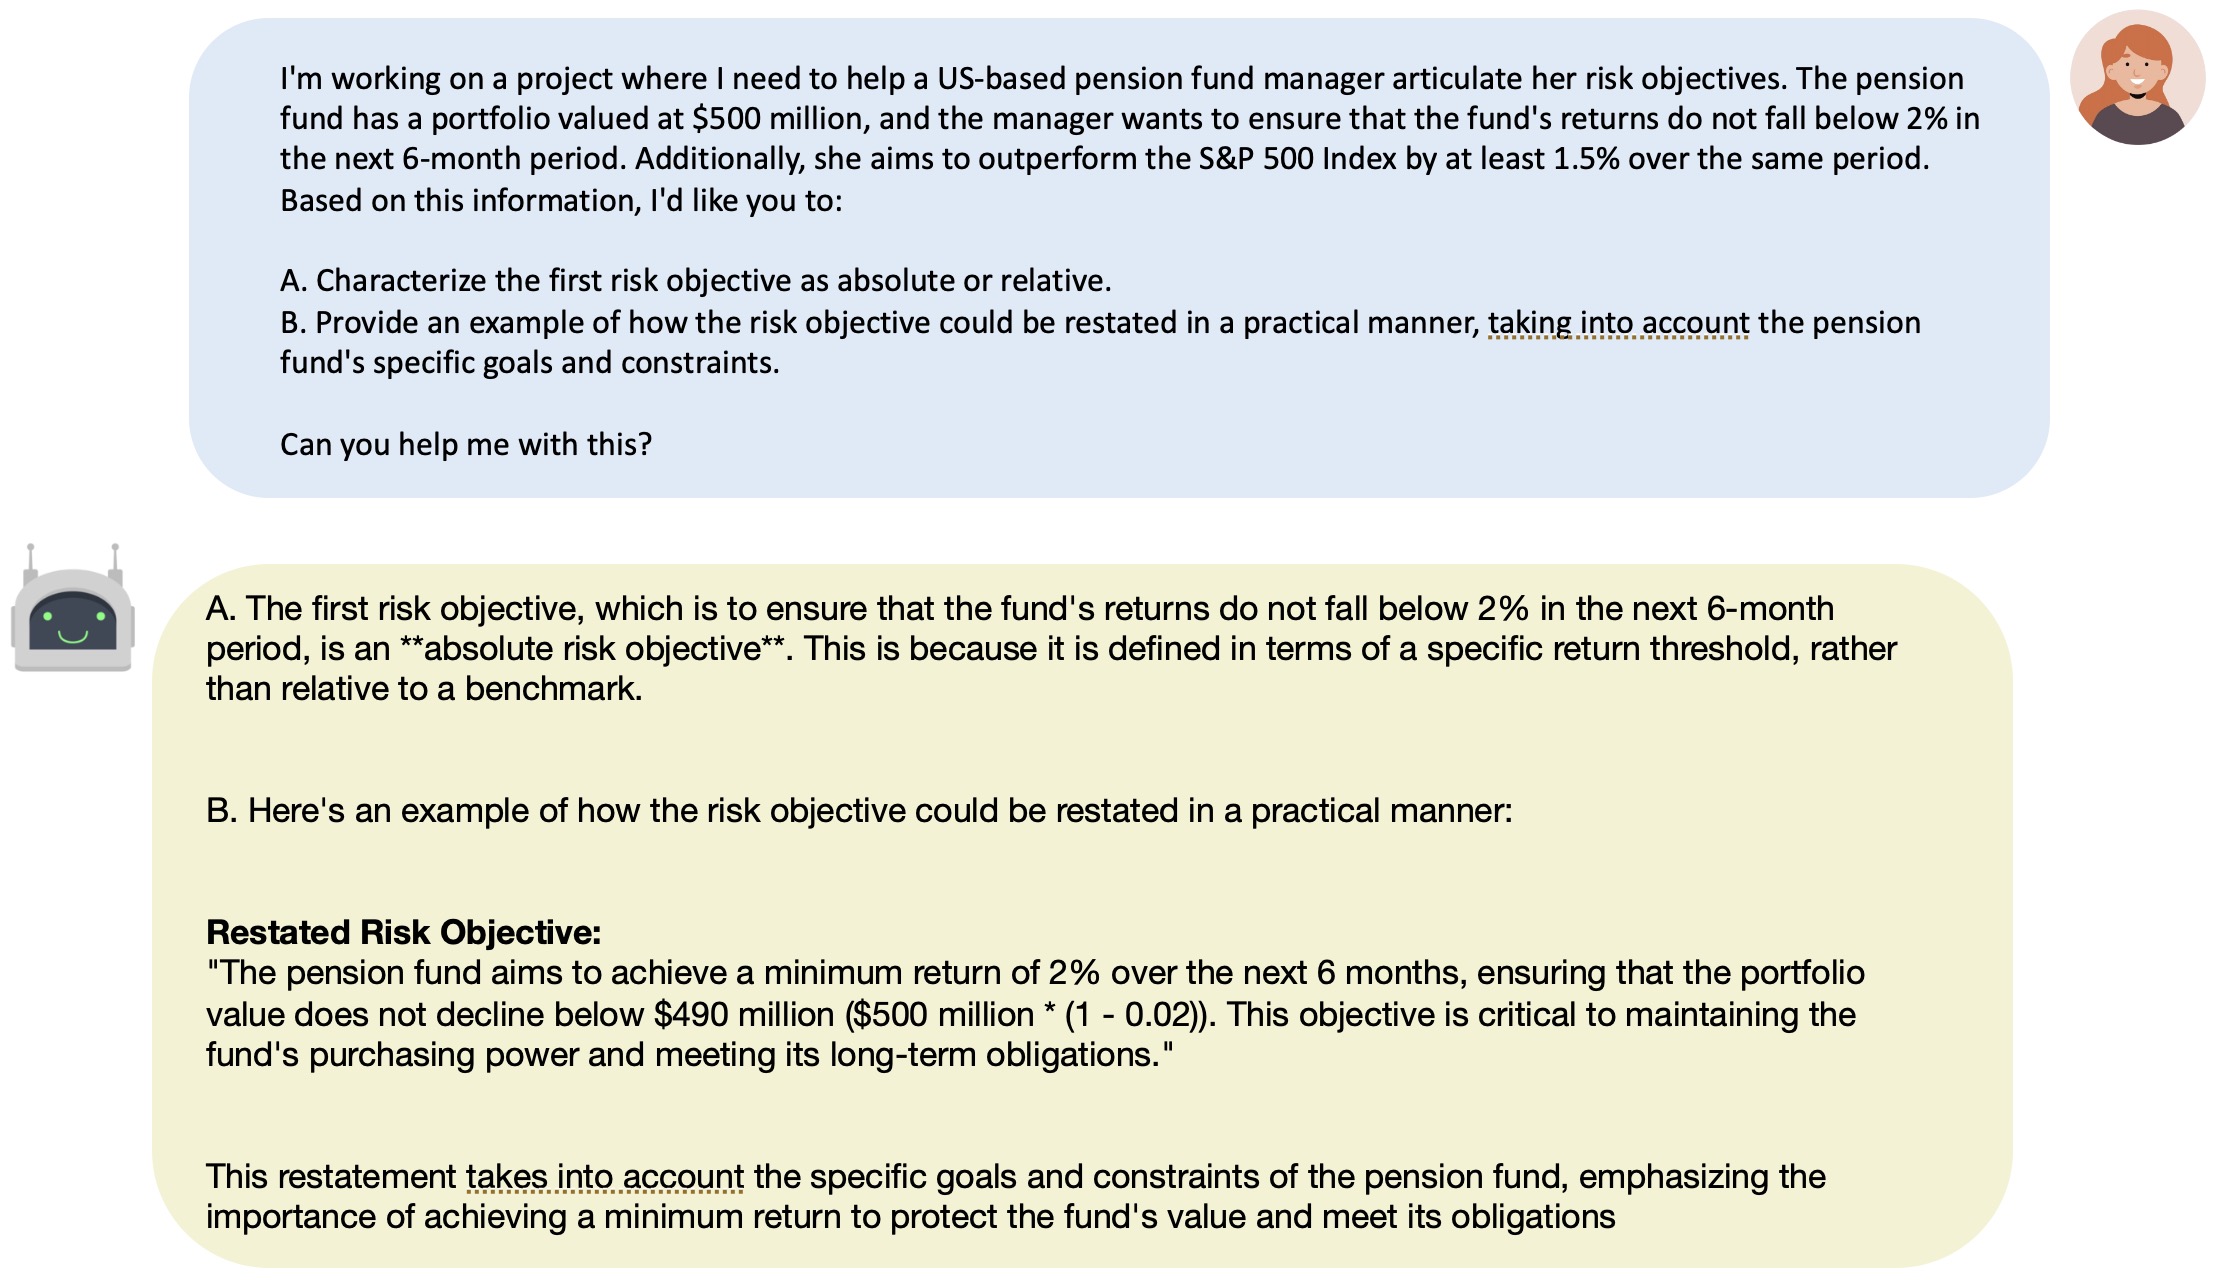 I'm working on a project where I need to help a US-based pension fund manager articulate her risk objectives. The pension
fund has a portfolio valued at $500 million, and the manager wants to ensure that the fund's returns do not fall below 2% in
the next 6-month period. Additionally, she aims to outperform the S&P 500 Index by at least 1.5% over the same period.
Based on this information, I'd like you to:
A. Characterize the first risk objective as absolute or relative.
B. Provide an example of how the risk objective could be restated in a practical manner, taking into account the pension
fund's specific goals and constraints.
Can you help me with this?
A. The first risk objective, which is to ensure that the fund's returns do not fall below 2% in the next 6-month
period, is an **absolute risk objective**. This is because it is defined in terms of a specific return threshold, rather
than relative to a benchmark.
B. Here's an example of how the risk objective could be restated in a practical manner:
Restated Risk Objective:
"The pension fund aims to achieve a minimum return of 2% over the next 6 months, ensuring that the portfolio
value does not decline below $490 million ($500 million * (1 - 0.02)). This objective is critical to maintaining the
fund's purchasing power and meeting its long-term obligations."
This restatement takes into account the specific goals and constraints of the pension fund, emphasizing the
importance of achieving a minimum return to protect the fund's value and meet its obligations